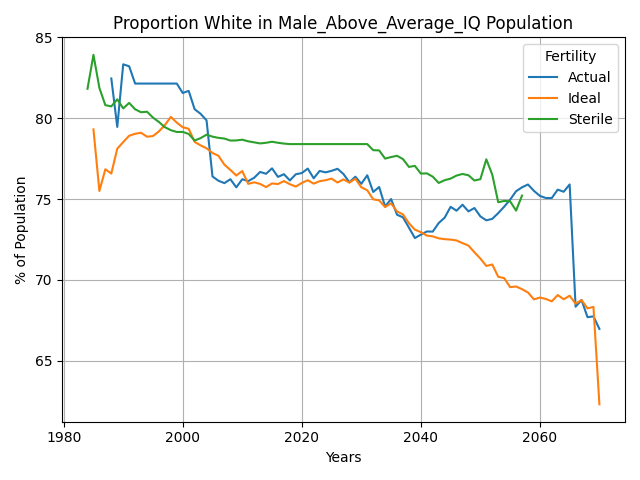 Proportion White in Male_Above_Average_IQ Population
85
80
75
70
65
% of Population
Fertility
Actual
Ideal
Sterile
1980
2000
2020
2040
2060
Years